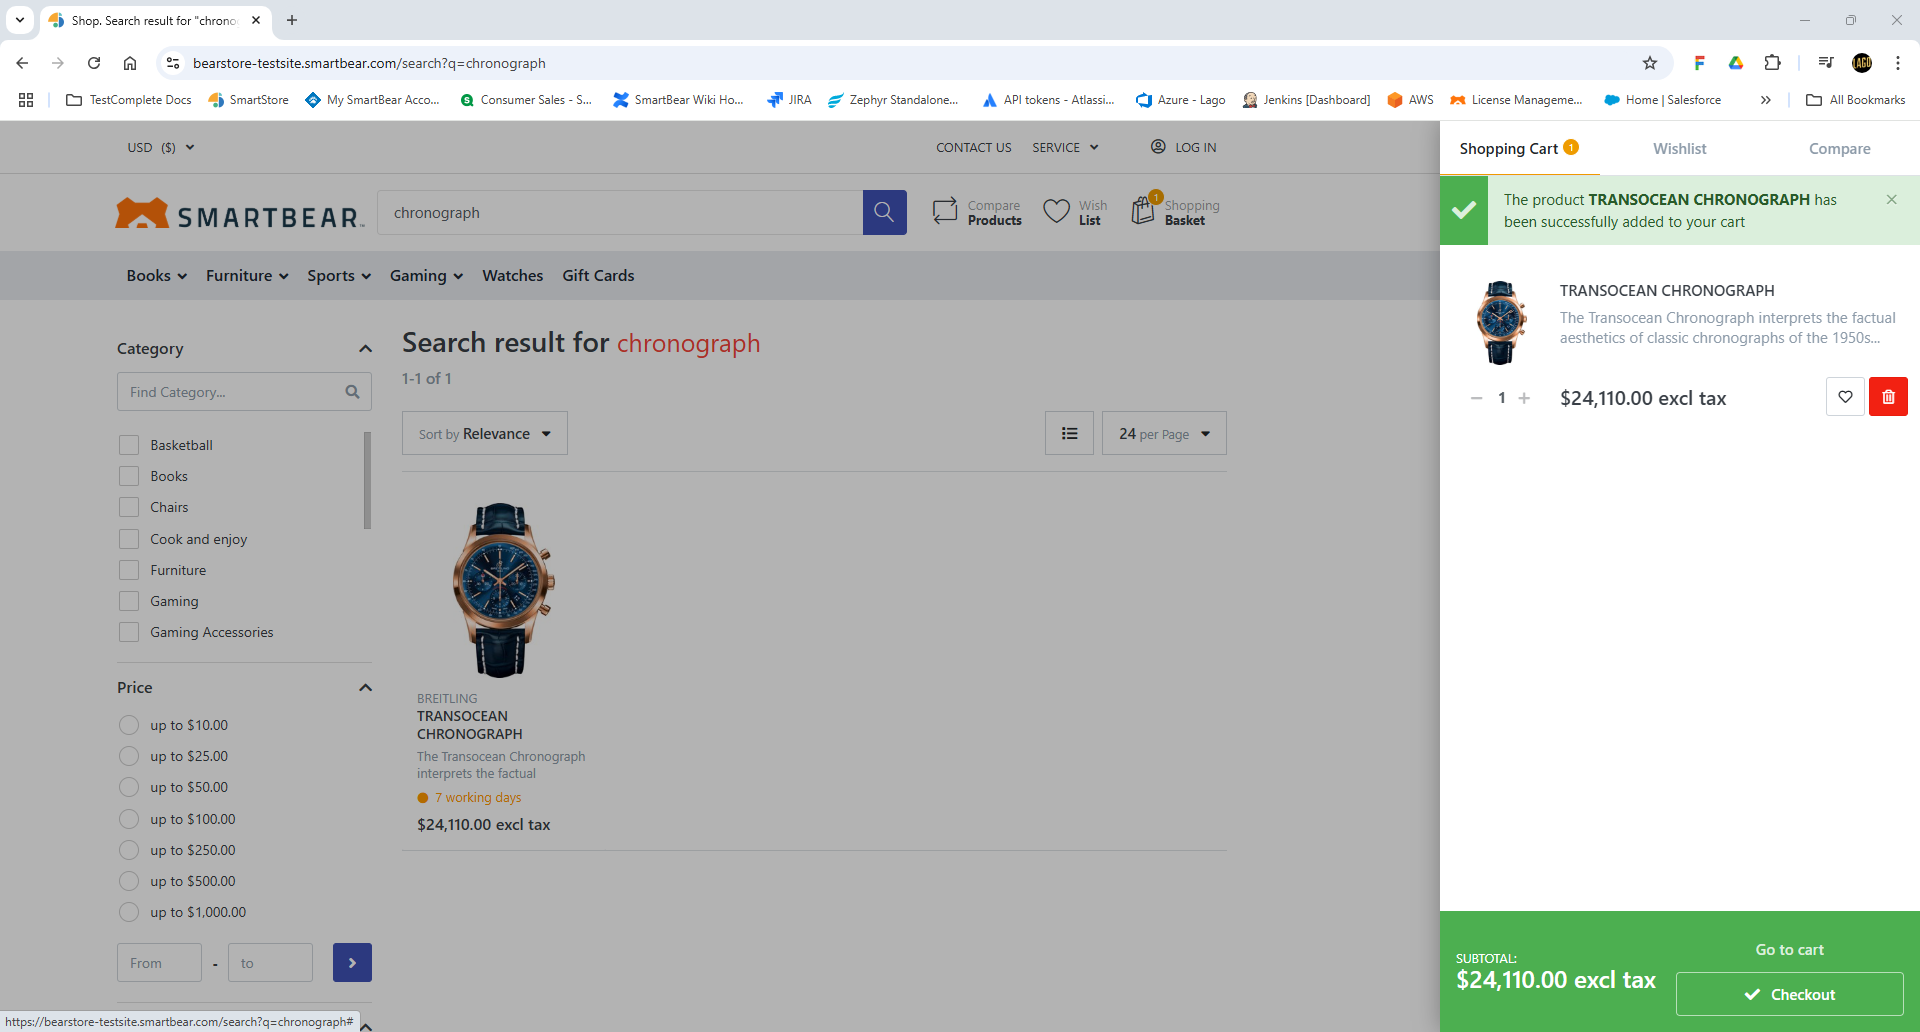 Shop. Search result for "chrono
bearstore-testsite.smartbear.com/search?q=chronograph
TestComplete Docs
SmartStore
My SmartBear Acco...
Consumer Sales - S...
SmartBear Wiki Ho...
JIRA
Zephyr Standalone...
API tokens - Atlassi...
Azure - Lago
Jenkins [Dashboard]
AWS
License Manageme...
Home | Salesforce
All Bookmarks
USD ($)
CONTACT US
SERVICE
LOG IN
SMARTBEAR
chronograph
Compare
Products
Wish
List
1
Shopping
Basket
Books
Furniture
Sports
Gaming
Watches
Gift Cards
Category
Find Category...
Basketball
Books
Chairs
Cook and enjoy
Furniture
Gaming
Gaming Accessories
Price
up to $10.00
up to $25.00
up to $50.00
up to $100.00
up to $250.00
up to $500.00
up to $1,000.00
From
-
to
Search result for chronograph
1-1 of 1
Sort by Relevance
24 per Page
BREITLING
TRANSOCEAN
CHRONOGRAPH
The Transocean Chronograph
interprets the factual
7 working days
$24,110.00 excl tax
Shopping Cart 1
Wishlist
Compare
The product TRANSOCEAN CHRONOGRAPH has
been successfully added to your cart
TRANSOCEAN CHRONOGRAPH
The Transocean Chronograph interprets the factual
aesthetics of classic chronographs of the 1950s...
1
$24,110.00 excl tax
SUBTOTAL:
$24,110.00 excl tax
Go to cart
Checkout
https://bearstore-testsite.smartbear.com/search?q=chronograph#